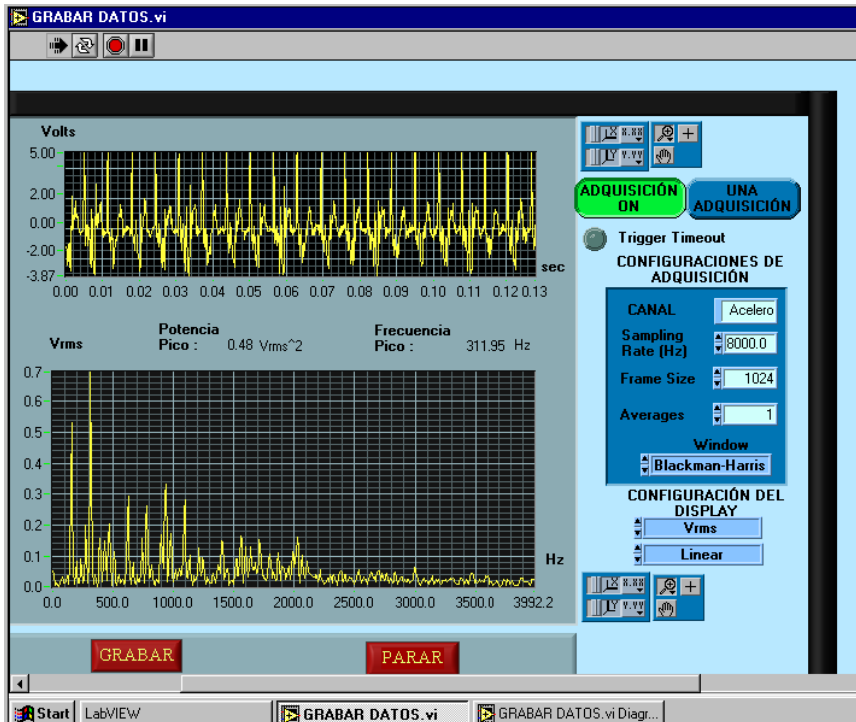 GRABAR DATOS.vi
Volts
5.00
2.00
0.00
-2.00
-3.87
sec
0.00 0.01 0.02 0.03 0.04 0.05 0.06 0.07 0.08 0.09 0.10 0.11 0.12 0.13
Vrms
Potencia
Pico : 0.48 Vrms^2
Frecuencia
Pico : 311.95 Hz
0.7
0.6
0.5
0.4
0.3
0.2
0.1
0.0
Hz
0.0 500.0 1000.0 1500.0 2000.0 2500.0 3000.0 3500.0 3992.2
GRABAR
PARAR
X X.XX
Y Y.YY
ADQUISICIÓN
ON
UNA
ADQUISICIÓN
Trigger Timeout
CONFIGURACIONES DE
ADQUISICIÓN
CANAL Acelero
Sampling
Rate (Hz) 8000.0
Frame Size 1024
Averages 1
Window
Blackman-Harris
CONFIGURACIÓN DEL
DISPLAY
Vrms
Linear
X X.XX
Y Y.YY
Start
LabVIEW
GRABAR DATOS.vi
GRABAR DATOS.vi Diagr...